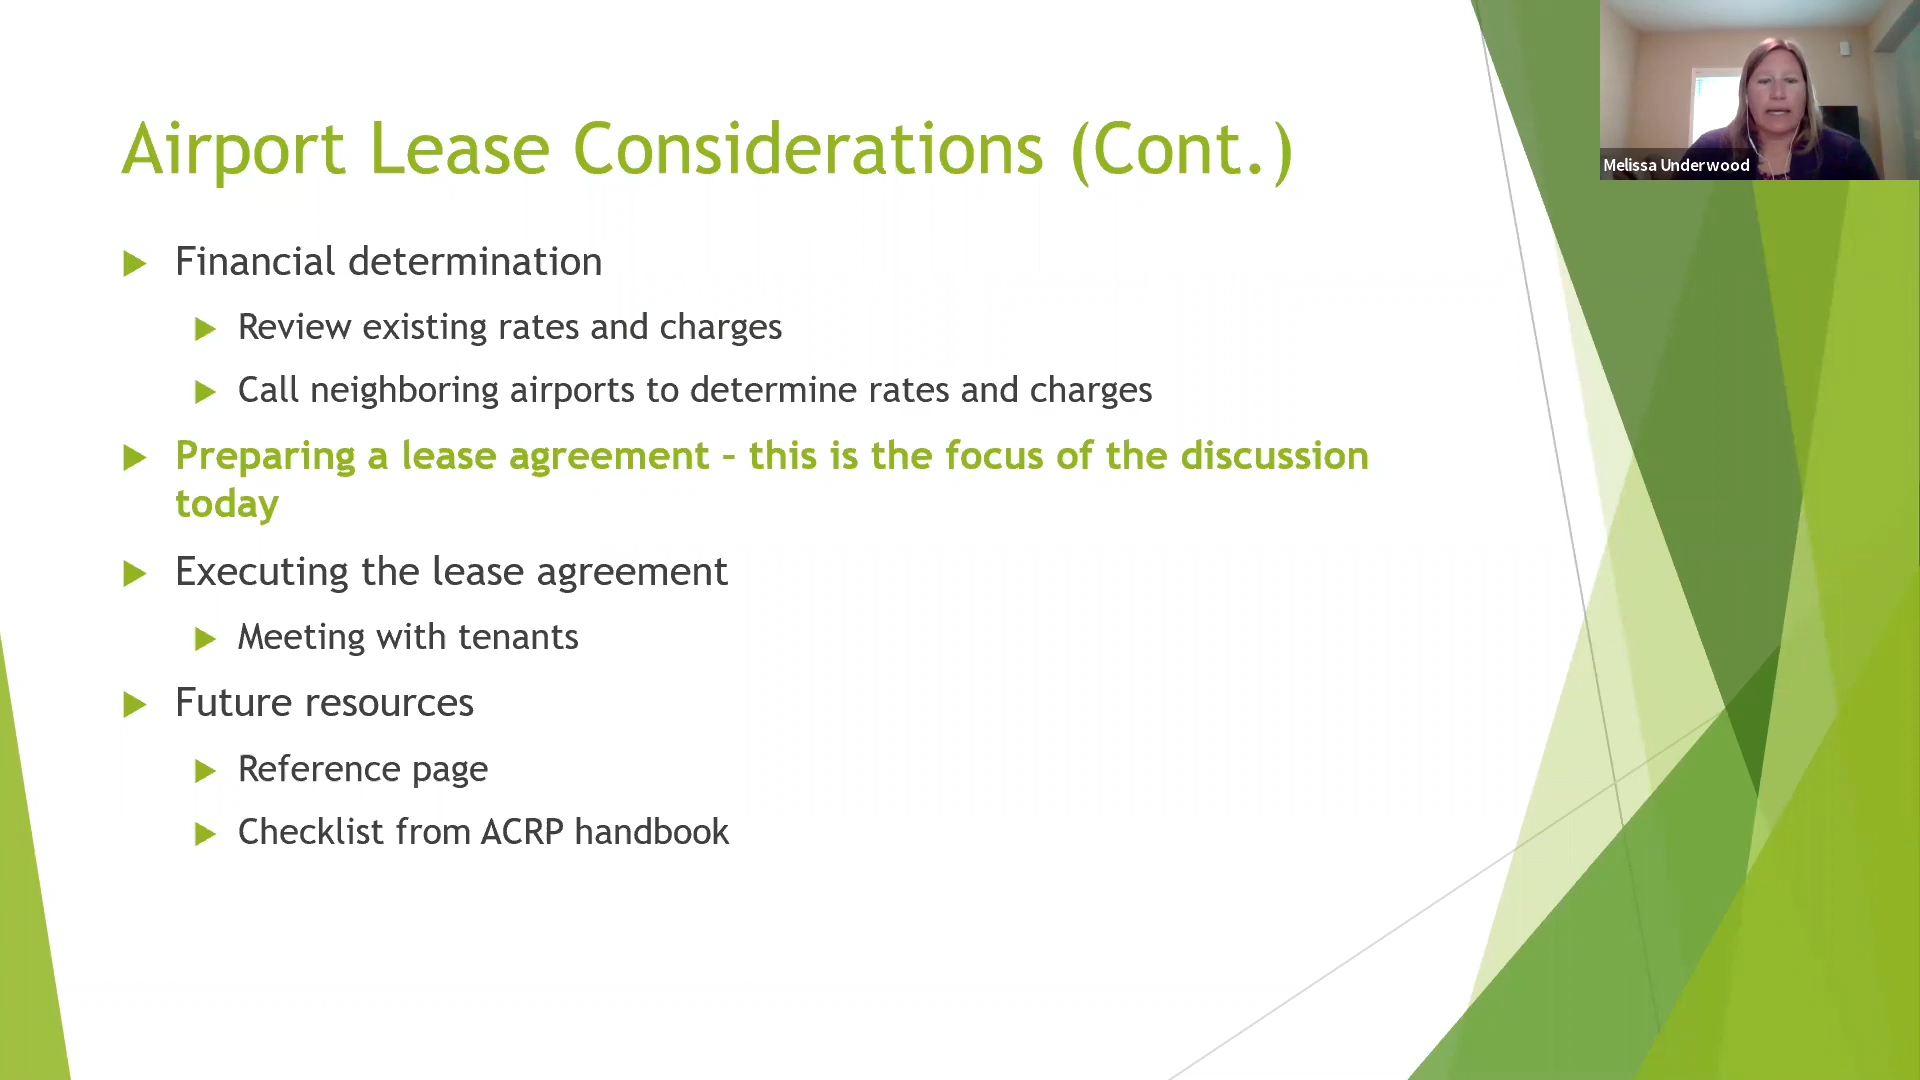 Airport Lease Considerations (Cont.)
Melissa Underwood
Financial determination
Review existing rates and charges
Call neighboring airports to determine rates and charges
Preparing a lease agreement – this is the focus of the discussion
today
Executing the lease agreement
Meeting with tenants
Future resources
Reference page
Checklist from ACRP handbook